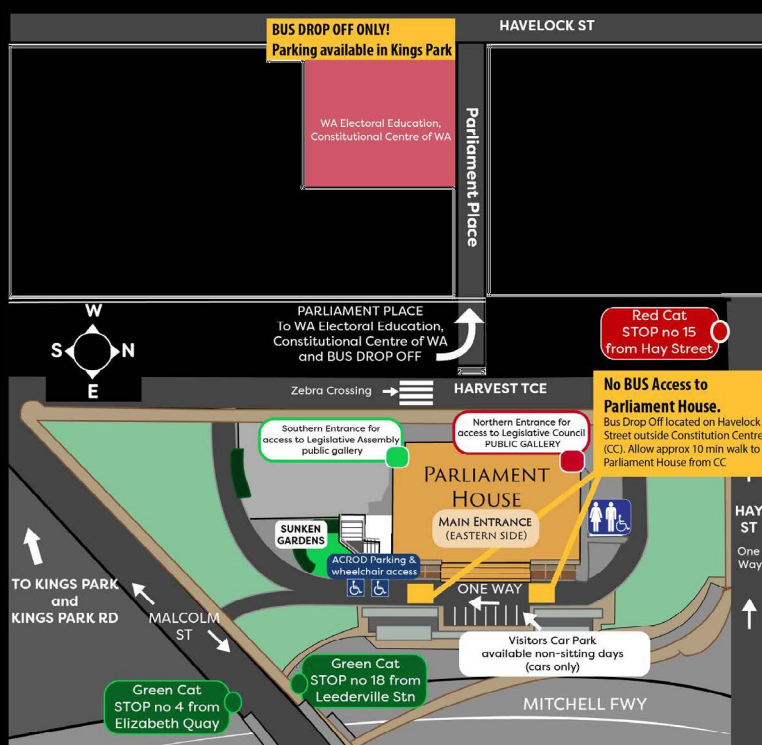 HAVELOCK ST
BUS DROP OFF ONLY!
Parking available in Kings Park
WA Electoral Education,
Constitutional Centre of WA
Parliament Place
W
S
N
E
PARLIAMENT PLACE
To WA Electoral Education,
Constitutional Centre of WA
and BUS DROP OFF
Red Cat
STOP no 15
from Hay Street
Zebra Crossing
HARVEST TCE
No BUS Access to
Parliament House.
Bus Drop Off located on Havelock
Street outside Constitution Centre
(CC). Allow approx 10 min walk to
Parliament House from CC
Southern Entrance for
access to Legislative Assembly
public gallery
Northern Entrance for
access to Legislative Council
PUBLIC GALLERY
PARLIAMENT
HOUSE
MAIN ENTRANCE
(EASTERN SIDE)
SUNKEN
GARDENS
ACROD Parking &
wheelchair access
HAY
ST
One
Way
ONE WAY
TO KINGS PARK
and
KINGS PARK RD
MALCOLM
ST
Visitors Car Park
available non-sitting days
(cars only)
Green Cat
STOP no 18 from
Leederville Stn
Green Cat
STOP no 4 from
Elizabeth Quay
MITCHELL FWY